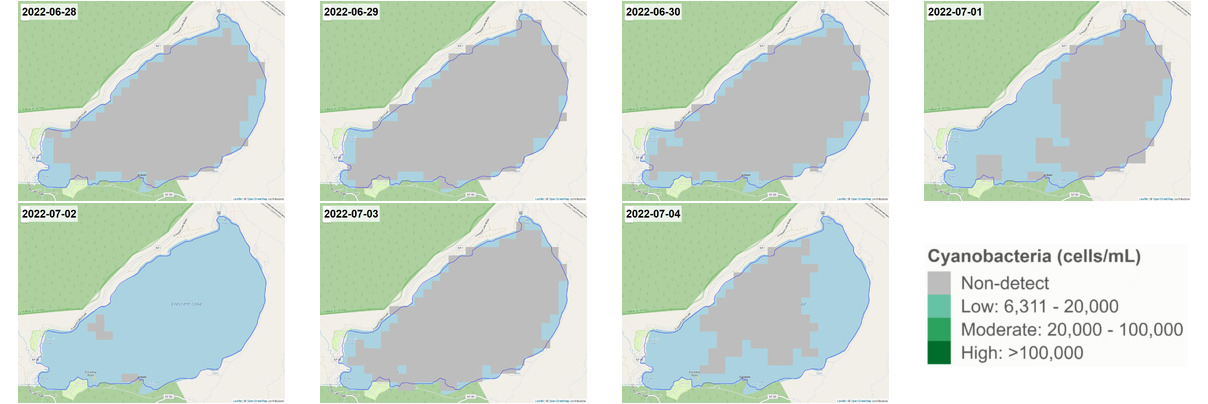 2022-06-28
2022-06-29
2022-06-30
2022-07-01
2022-07-02
2022-07-03
2022-07-04
Cyanobacteria (cells/mL)
Non-detect
Low: 6,311 - 20,000
Moderate: 20,000 - 100,000
High: >100,000